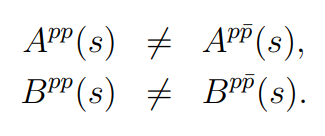 A^{pp}(s) ≠ A^{p\bar{p}}(s),
B^{pp}(s) ≠ B^{p\bar{p}}(s).